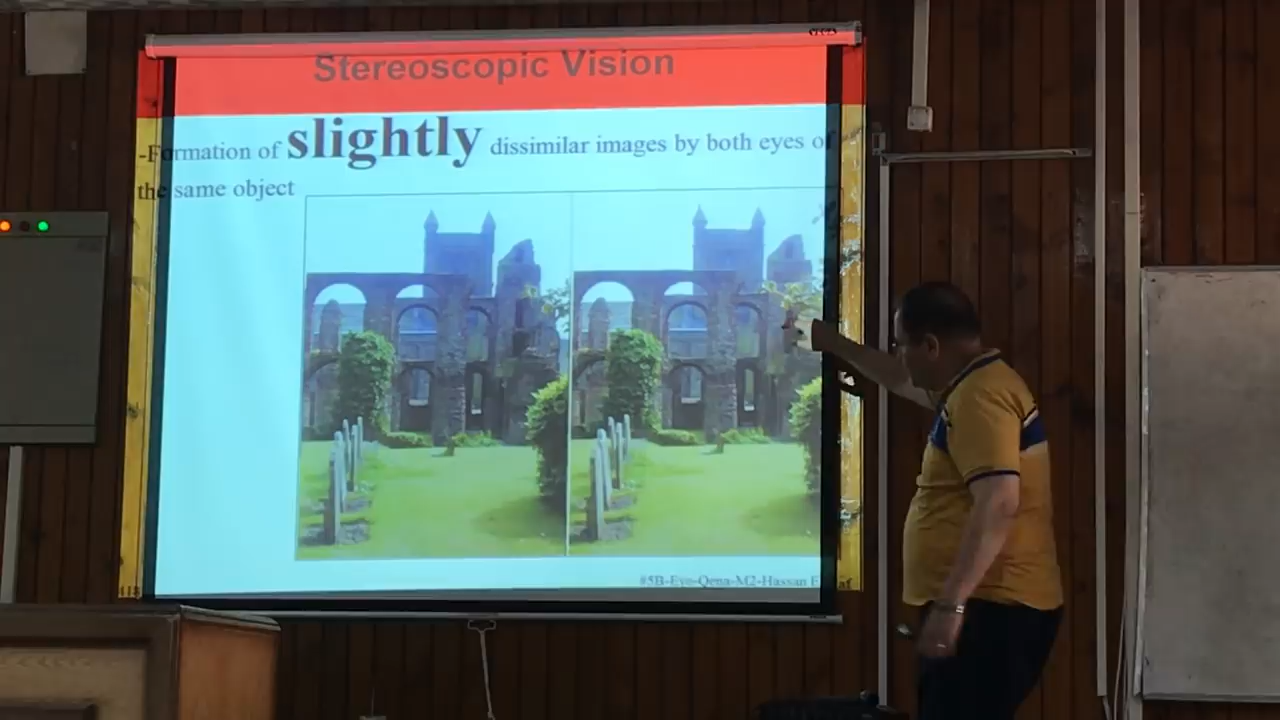 Stereoscopic Vision
-Formation of slightly dissimilar images by both eyes of
the same object
#5B-Eye-Qena-M2-Hassan